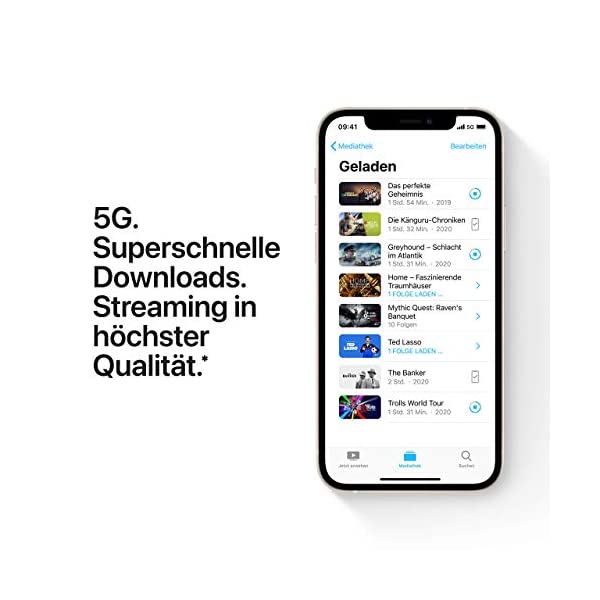 5G.
Superschnelle
Downloads.
Streaming in
höchster
Qualität.*
09:41
5G
Mediathek
Bearbeiten
Geladen
Das perfekte
Geheimnis
1 Std. 54 Min. · 2019
Die Känguru-Chroniken
1 Std. 32 Min. · 2020
Greyhound – Schlacht
im Atlantik
1 Std. 31 Min. · 2020
Home – Faszinierende
Traumhäuser
1 FOLGE LADEN ...
Mythic Quest: Raven's
Banquet
10 Folgen
TED
LASSO
Ted Lasso
1 FOLGE LADEN ...
The Banker
2 Std. · 2020
Trolls World Tour
1 Std. 31 Min. · 2020
Jetzt ansehen
Mediathek
Suchen